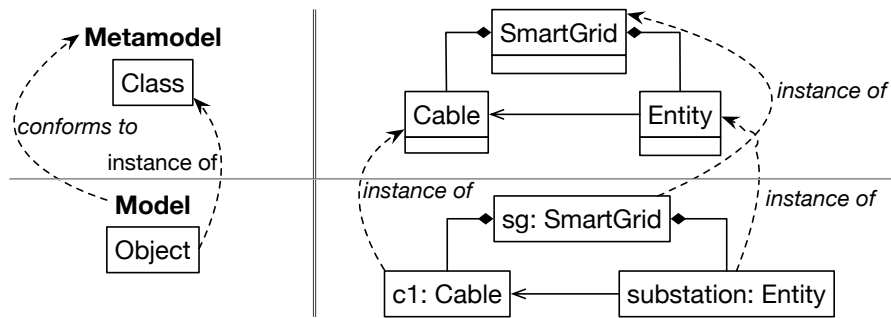 Metamodel
Class
conforms to
instance of
Model
Object
SmartGrid
instance of
Cable
Entity
instance of
instance of
sg: SmartGrid
c1: Cable
substation: Entity